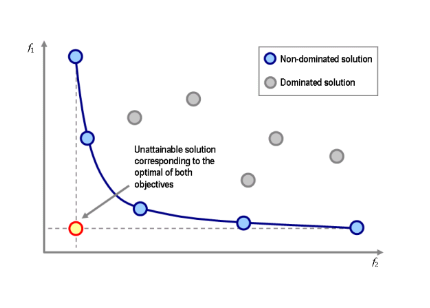 f1
Non-dominated solution
Dominated solution
Unattainable solution
corresponding to the
optimal of both
objectives
f2